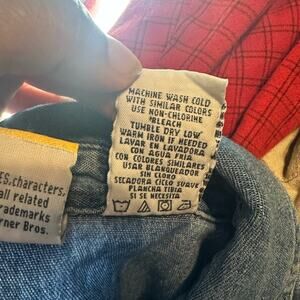 MACHINE WASH COLD
WITH SIMILAR COLORS
USE NON-CHLORINE
BLEACH
TUMBLE DRY LOW
WARM IRON IF NEEDED
LAVAR EN LAVADORA
CON AGUA FRIA
CON COLORES SIMILARES
USAR BLANQUEADOR
SIN CLORO
SECADORA CICLO SUAVE
PLANCHA TIBIA
SI SE NECESITA
ES, characters,
all related
trademarks
rner Bros.